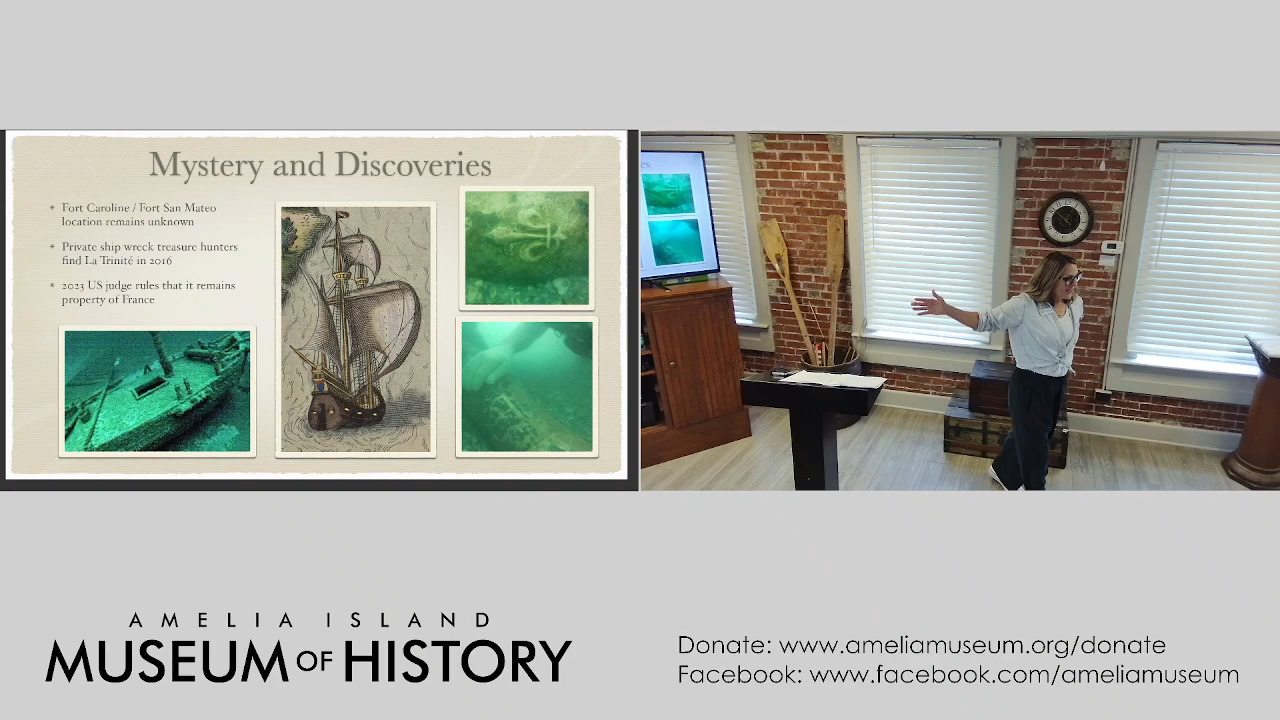 Mystery and Discoveries
Fort Caroline / Fort San Mateo
location remains unknown
Private ship wreck treasure hunters
find La Trinité in 2016
2023 US judge rules that it remains
property of France
AMELIA ISLAND
MUSEUM OF HISTORY
Donate: www.ameliamuseum.org/donate
Facebook: www.facebook.com/ameliamuseum